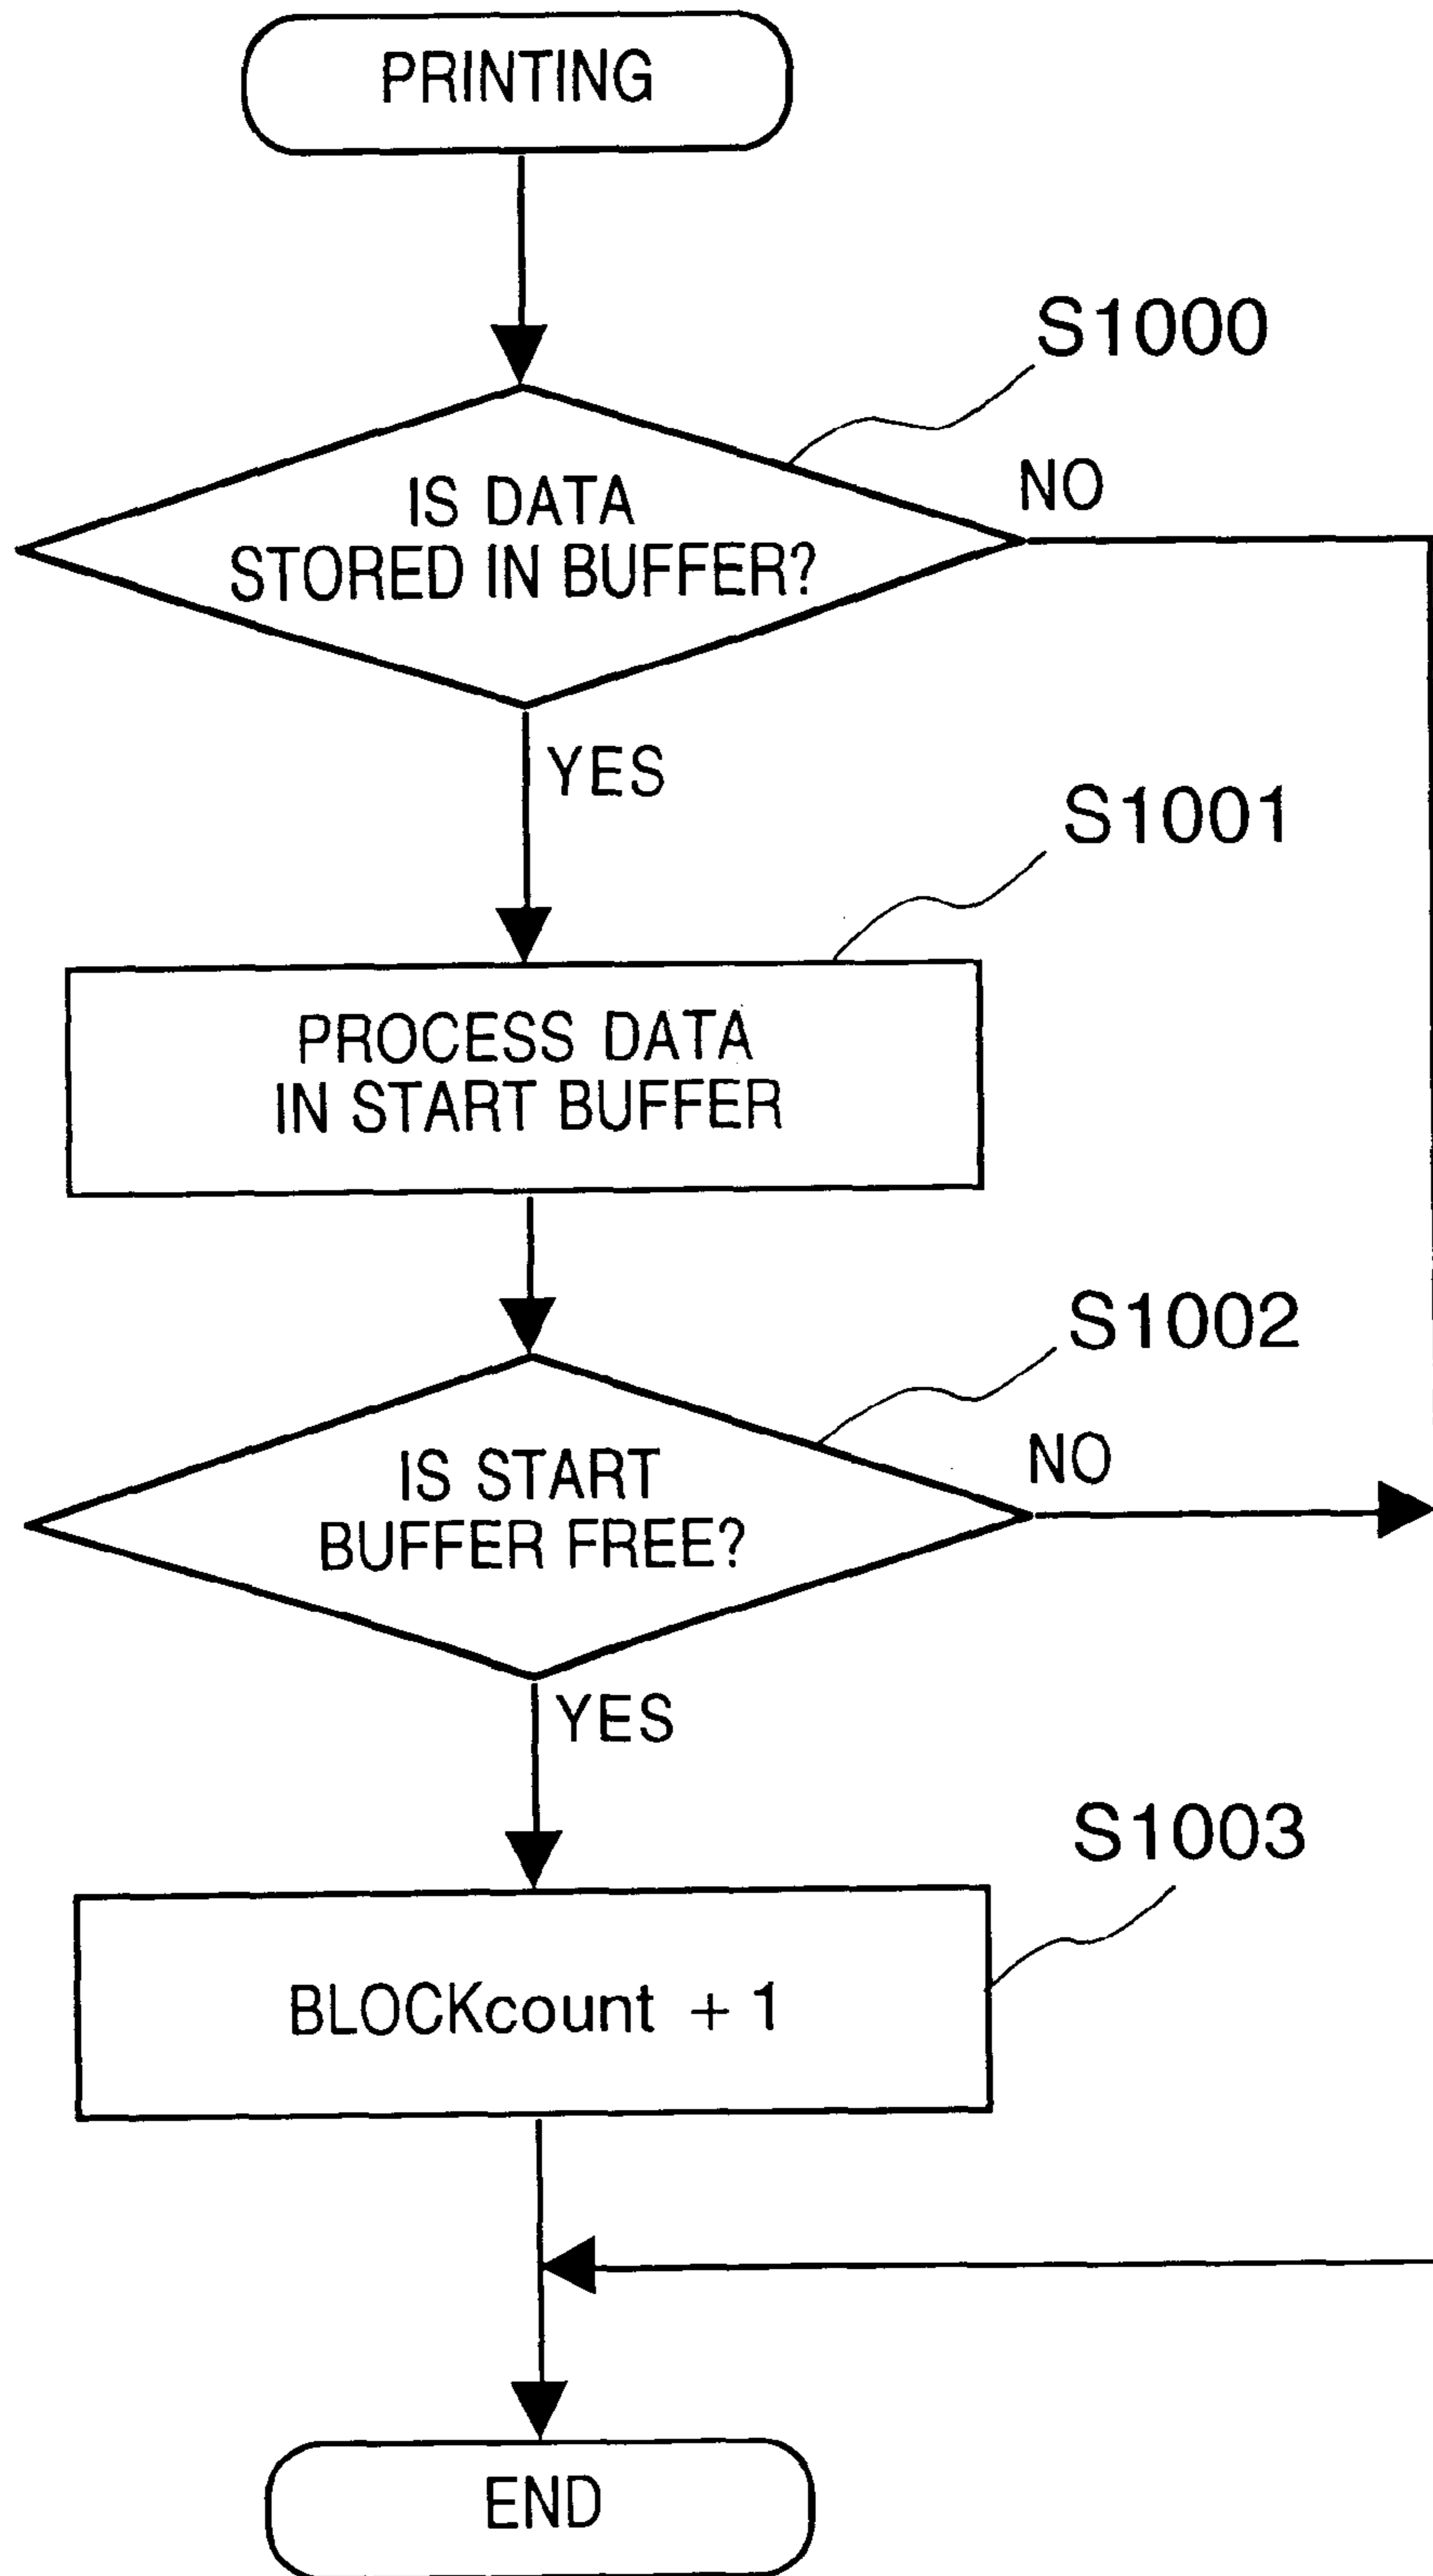 PRINTING
S1000
IS DATA
STORED IN BUFFER?
NO
YES
S1001
PROCESS DATA
IN START BUFFER
S1002
IS START
BUFFER FREE?
NO
YES
S1003
BLOCKcount + 1
END